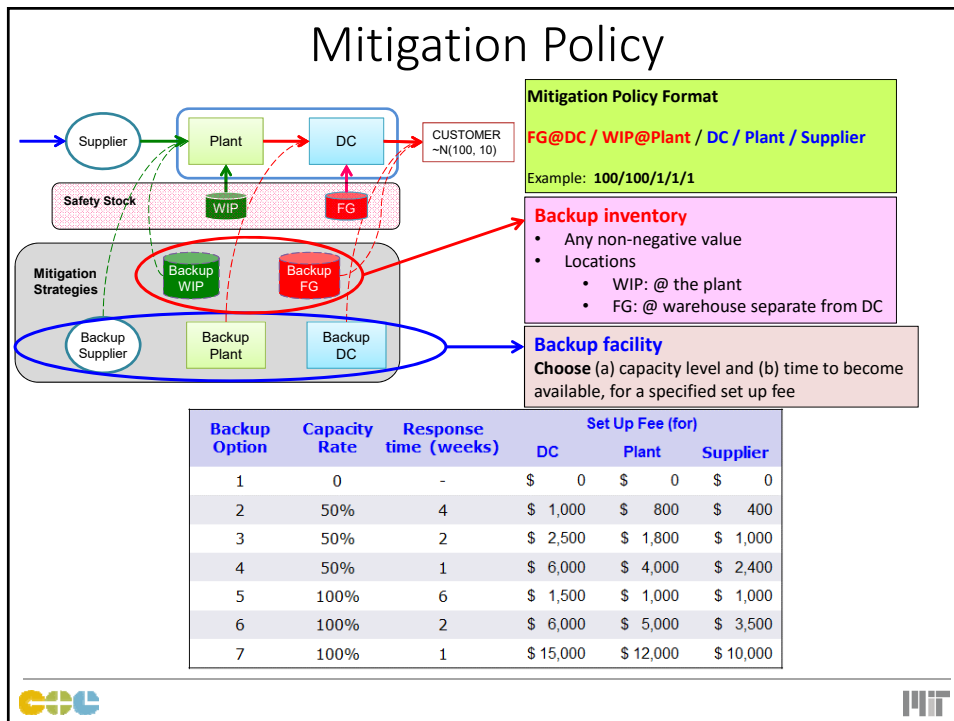 Mitigation Policy
Supplier
Plant
DC
CUSTOMER
~N(100, 10)
Safety Stock
WIP
FG
Mitigation
Strategies
Backup
WIP
Backup
FG
Backup
Supplier
Backup
Plant
Backup
DC
Mitigation Policy Format
FG@DC / WIP@Plant / DC / Plant / Supplier
Example: 100/100/1/1/1
Backup inventory
• Any non-negative value
• Locations
• WIP: @ the plant
• FG: @ warehouse separate from DC
Backup facility
Choose (a) capacity level and (b) time to become
available, for a specified set up fee
Backup Option Capacity Rate Response time (weeks) Set Up Fee (for)
DC Plant Supplier
1 0 - $ 0 $ 0 $ 0
2 50% 4 $ 1,000 $ 800 $ 400
3 50% 2 $ 2,500 $ 1,800 $ 1,000
4 50% 1 $ 6,000 $ 4,000 $ 2,400
5 100% 6 $ 1,500 $ 1,000 $ 1,000
6 100% 2 $ 6,000 $ 5,000 $ 3,500
7 100% 1 $ 15,000 $ 12,000 $ 10,000
MIT